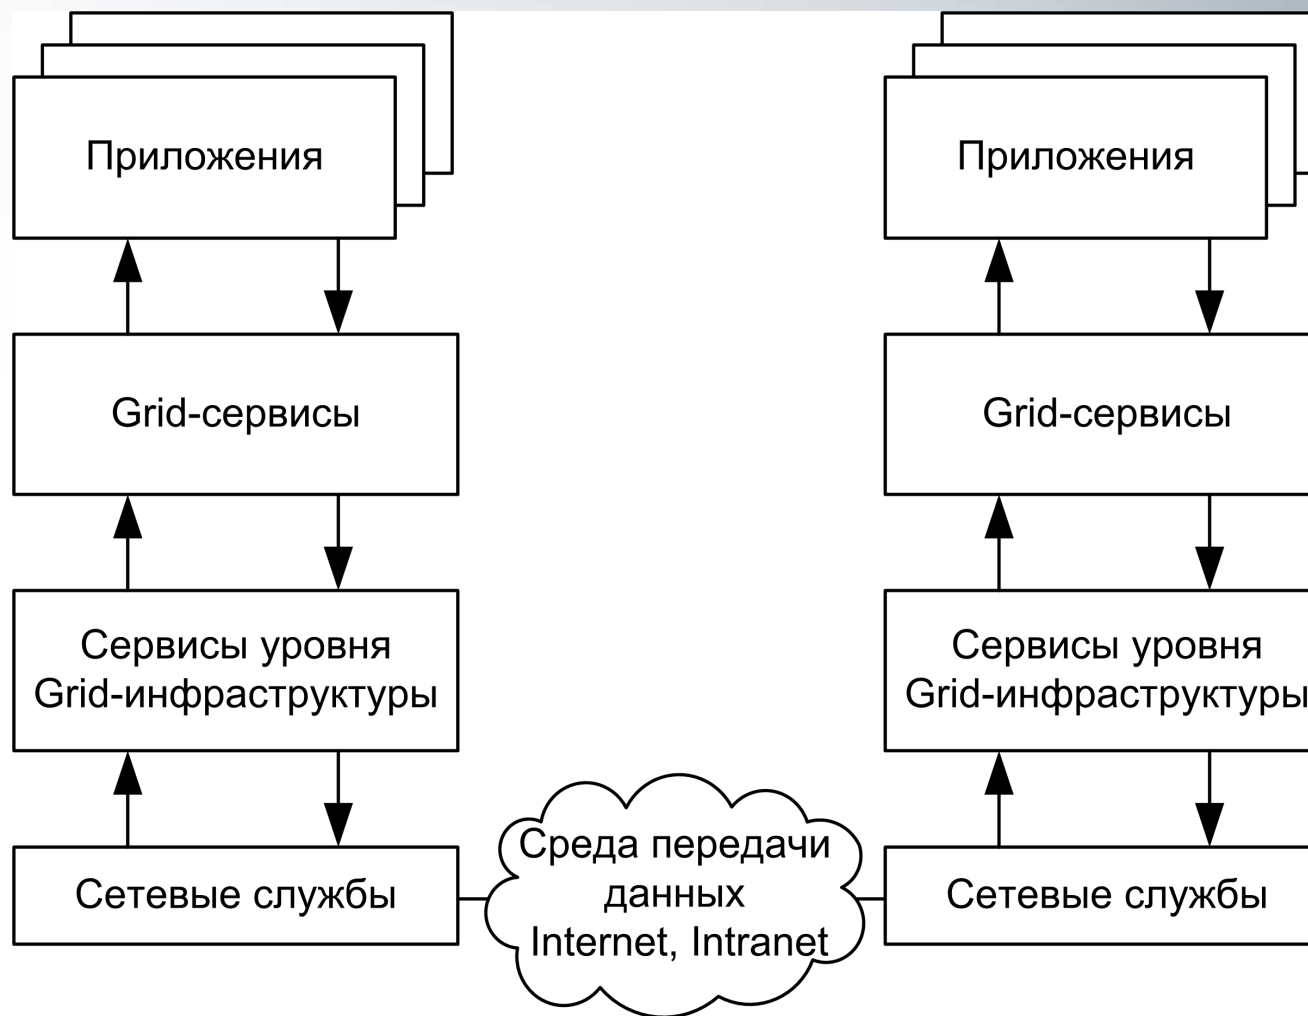 Приложения
Приложения
Grid-сервисы
Grid-сервисы
Сервисы уровня
Grid-инфраструктуры
Сервисы уровня
Grid-инфраструктуры
Сетевые службы
Среда передачи
данных
Internet, Intranet
Сетевые службы